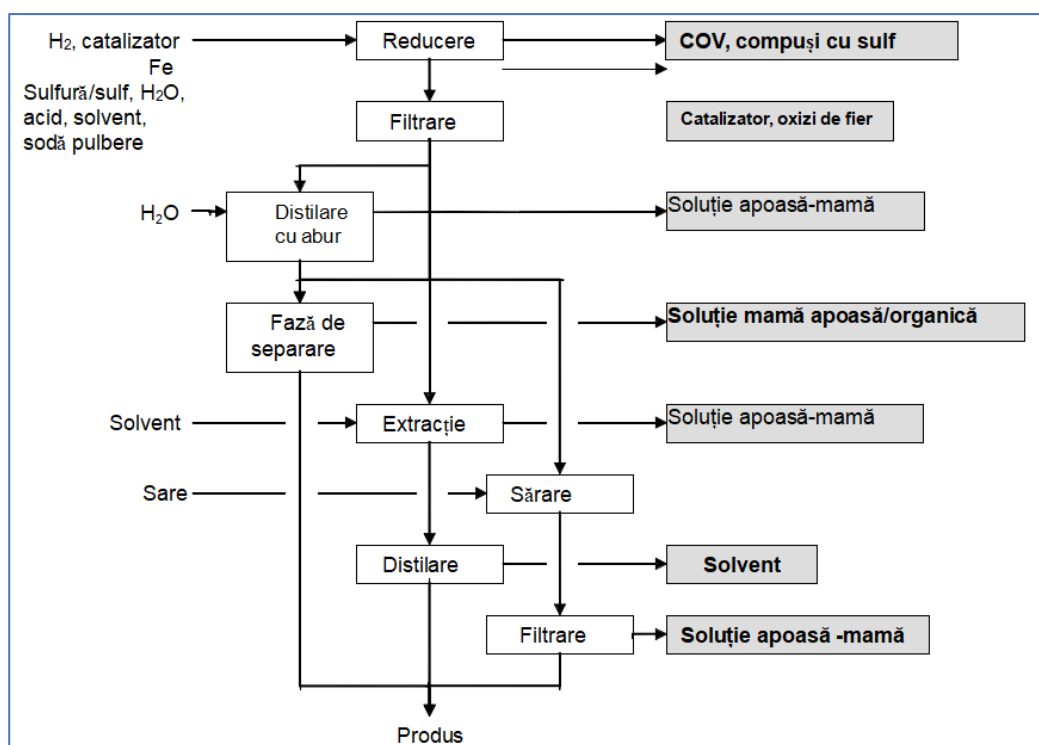 H₂, catalizator
Fe
Sulfură/sulf, H₂O,
acid, solvent,
sodă pulbere
Reducere
COV, compuși cu sulf
Filtrare
Catalizator, oxizi de fier
H₂O
Distilare
cu abur
Soluție apoasă-mamă
Fază de
separare
Soluție mamă apoasă/organică
Solvent
Extracție
Soluție apoasă-mamă
Sare
Sărare
Distilare
Solvent
Filtrare
Soluție apoasă -mamă
Produs